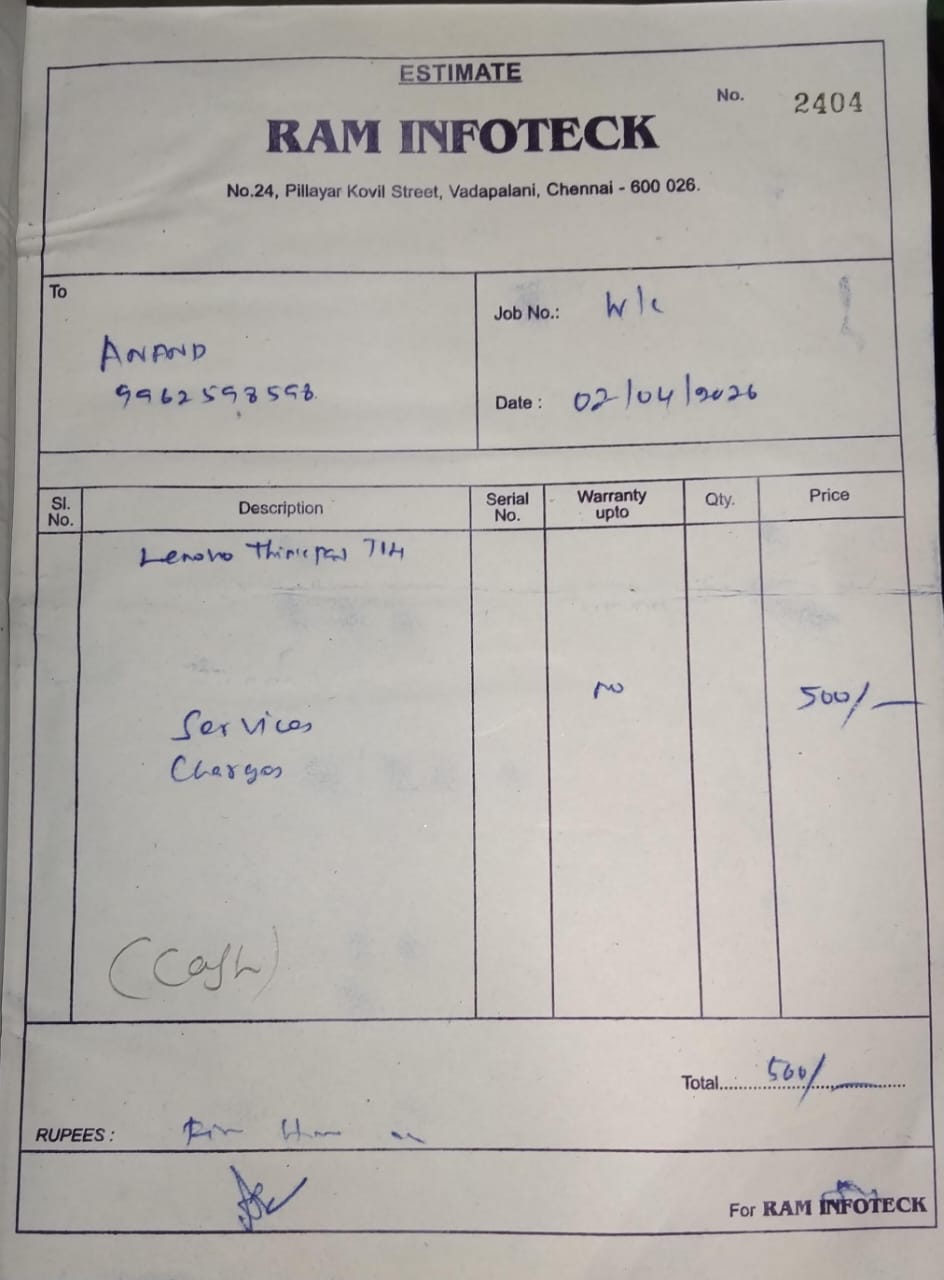 ESTIMATE
No. 2404
RAM INFOTECK
No.24, Pillayar Kovil Street, Vadapalani, Chennai - 600 026.
To
ANAND
9962598598
Job No.: W/c
Date : 02/04/2026
Sl. No. Description Serial No. Warranty upto Qty. Price
Lenovo Thinkpad T14
Services no 500/-
Charges
(Cash)
Total 500/-
RUPEES :
For RAM INFOTECK